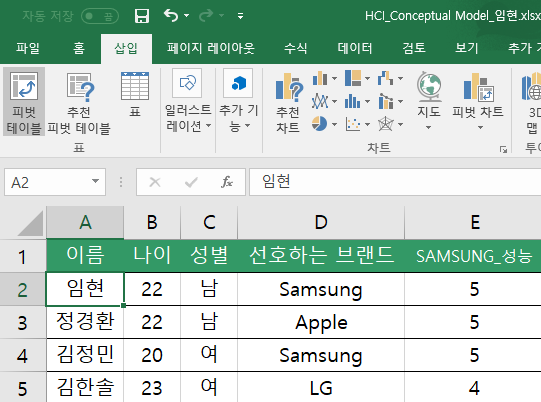 자동 저장 끔 HCI_Conceptual Model_임현.xlsx
파일 홈 삽입 페이지 레이아웃 수식 데이터 검토 보기 추가 기
피벗 테이블 추천 피벗 테이블 표 일러스트레이션 추가 기능 추천 차트 지도 피벗 차트 3D 맵
표 차트 투어
A2 fx 임현
A B C D E
1 이름 나이 성별 선호하는 브랜드 SAMSUNG_성능
2 임현 22 남 Samsung 5
3 정경환 22 남 Apple 5
4 김정민 20 여 Samsung 5
5 김한솔 23 여 LG 4